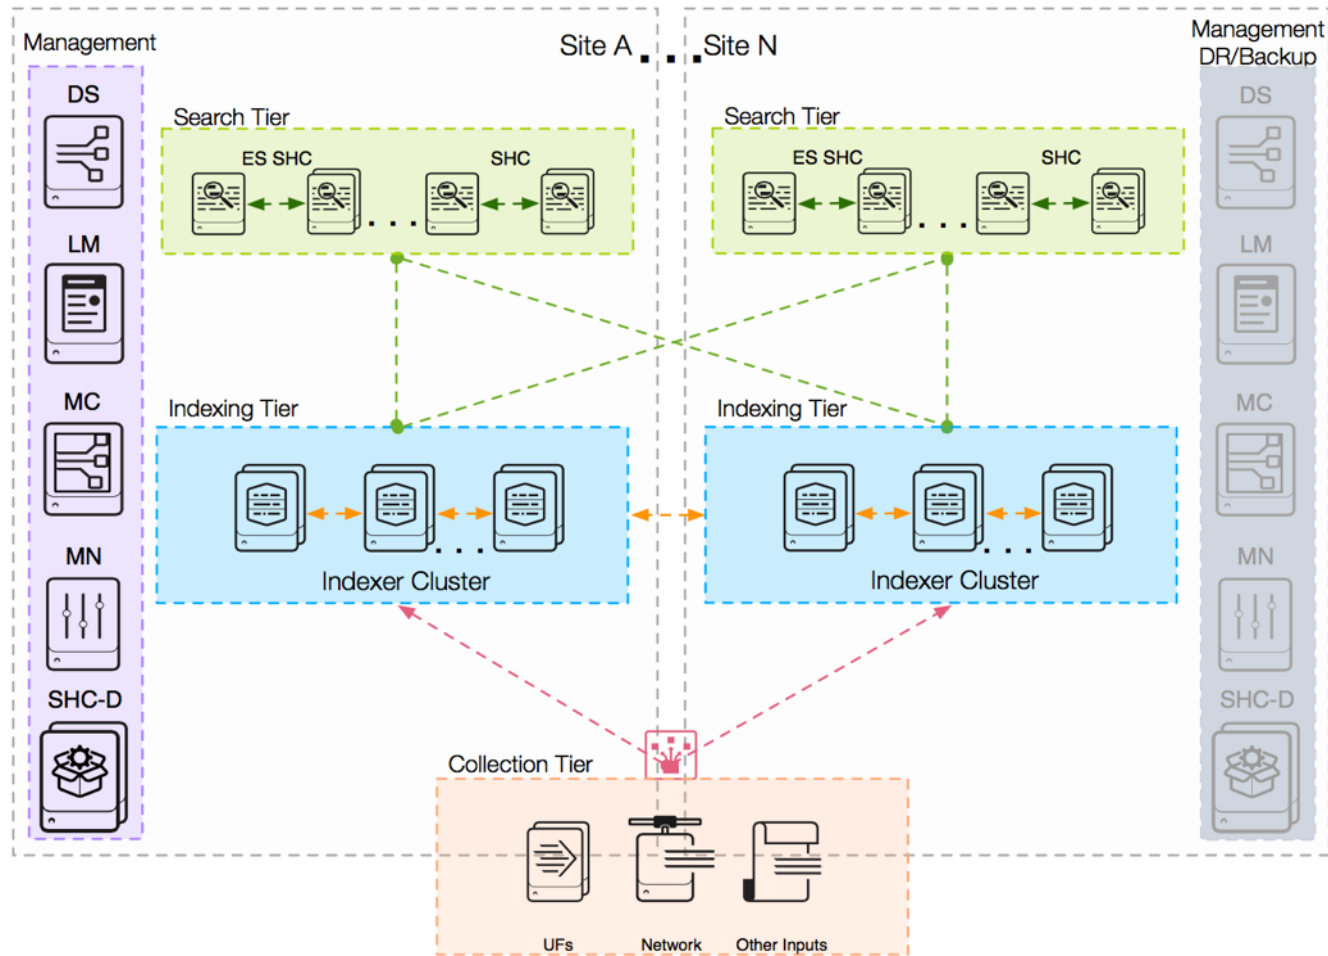 Management
Site A
. . .
Site N
Management
DR/Backup
DS
LM
MC
MN
SHC-D
Search Tier
ES SHC
. . .
SHC
Search Tier
ES SHC
. . .
SHC
DS
LM
MC
MN
SHC-D
Indexing Tier
. . .
Indexer Cluster
Indexing Tier
. . .
Indexer Cluster
Collection Tier
UFs
Network
Other Inputs